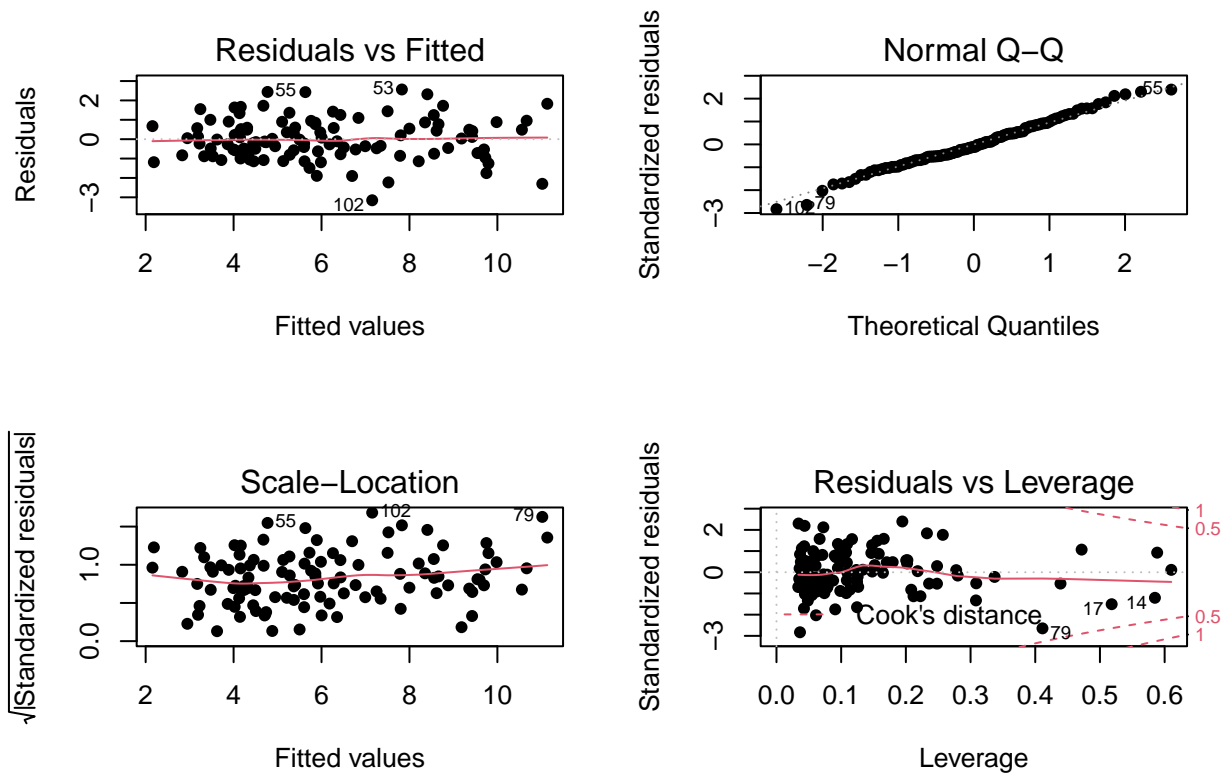 Residuals vs Fitted
Residuals
2
0
−3
55
53
102
2 4 6 8 10
Fitted values
Normal Q−Q
Standardized residuals
2
0
−3
55
79
102
−2 −1 0 1 2
Theoretical Quantiles
Scale−Location
√|Standardized residuals|
1.0
0.0
55
102
79
2 4 6 8 10
Fitted values
Residuals vs Leverage
Standardized residuals
2
0
−3
1
0.5
0.5
1
Cook's distance
17
14
79
0.0 0.1 0.2 0.3 0.4 0.5 0.6
Leverage